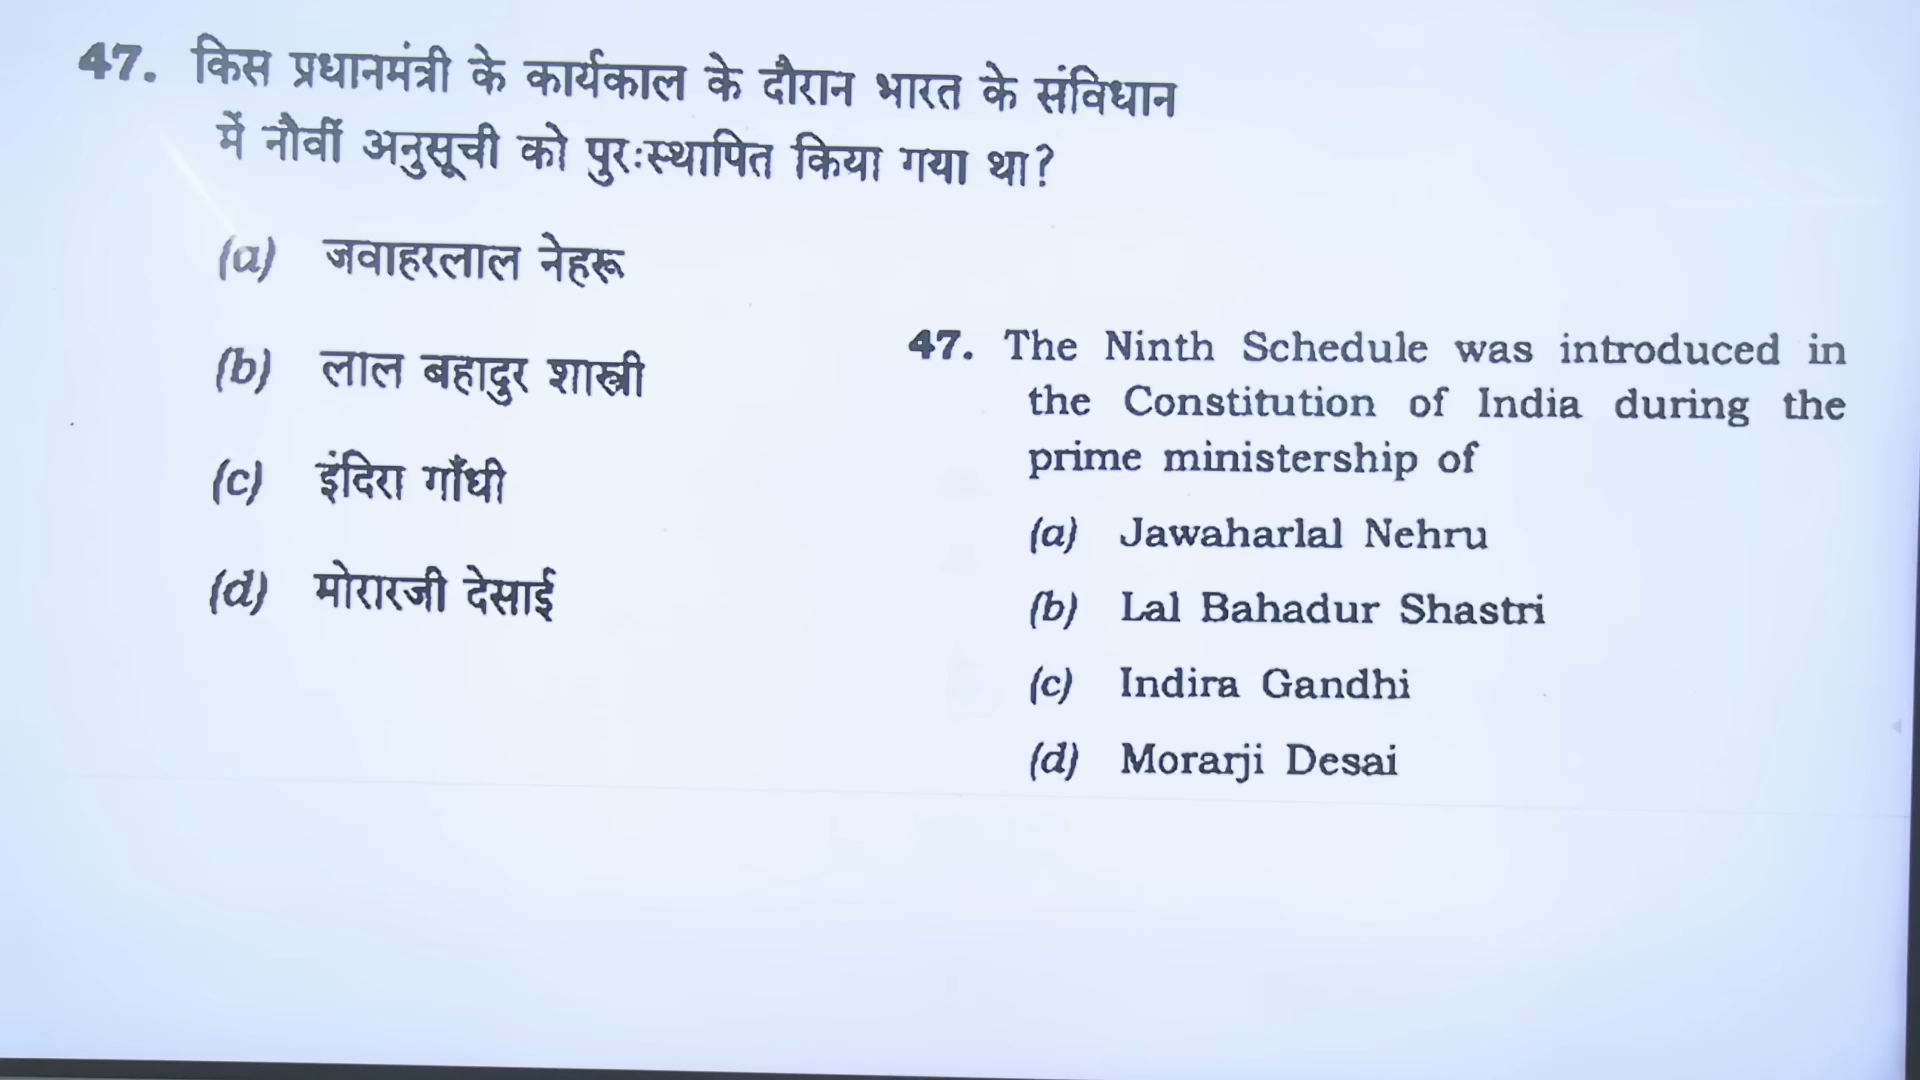 47. किस प्रधानमंत्री के कार्यकाल के दौरान भारत के संविधान
में नौवीं अनुसूची को पुरःस्थापित किया गया था?
(a) जवाहरलाल नेहरू
(b) लाल बहादुर शास्त्री
(c) इंदिरा गाँधी
(d) मोरारजी देसाई
47. The Ninth Schedule was introduced in
the Constitution of India during the
prime ministership of
(a) Jawaharlal Nehru
(b) Lal Bahadur Shastri
(c) Indira Gandhi
(d) Morarji Desai